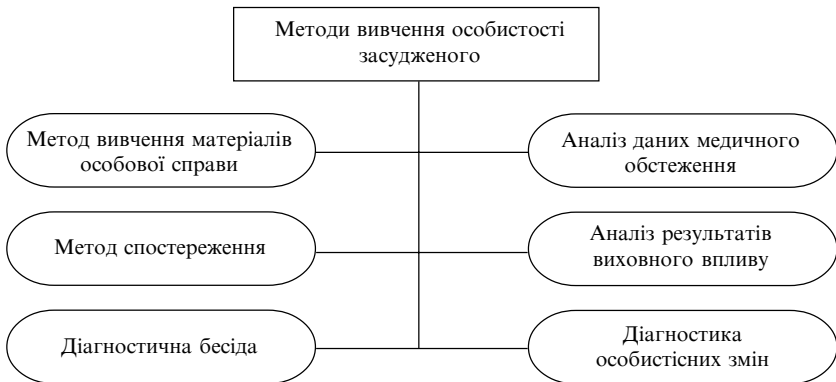 Методи вивчення особистості
засудженого
Метод вивчення матеріалів
особової справи
Аналіз даних медичного
обстеження
Метод спостереження
Аналіз результатів
виховного впливу
Діагностична бесіда
Діагностика
особистісних змін